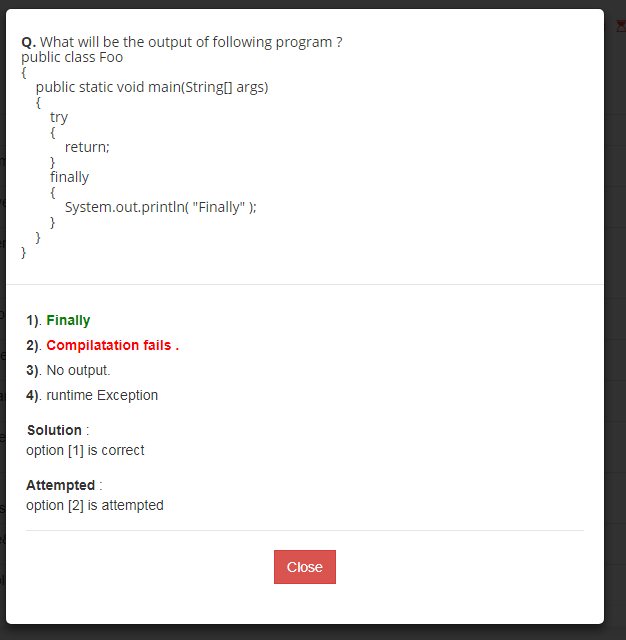 Q. What will be the output of following program ?
public class Foo
{
public static void main(String[] args)
{
try
{
return;
}
finally
{
System.out.println( "Finally" );
}
}
}
1). Finally
2). Compilatation fails .
3). No output.
4). runtime Exception
Solution :
option [1] is correct
Attempted :
option [2] is attempted
Close